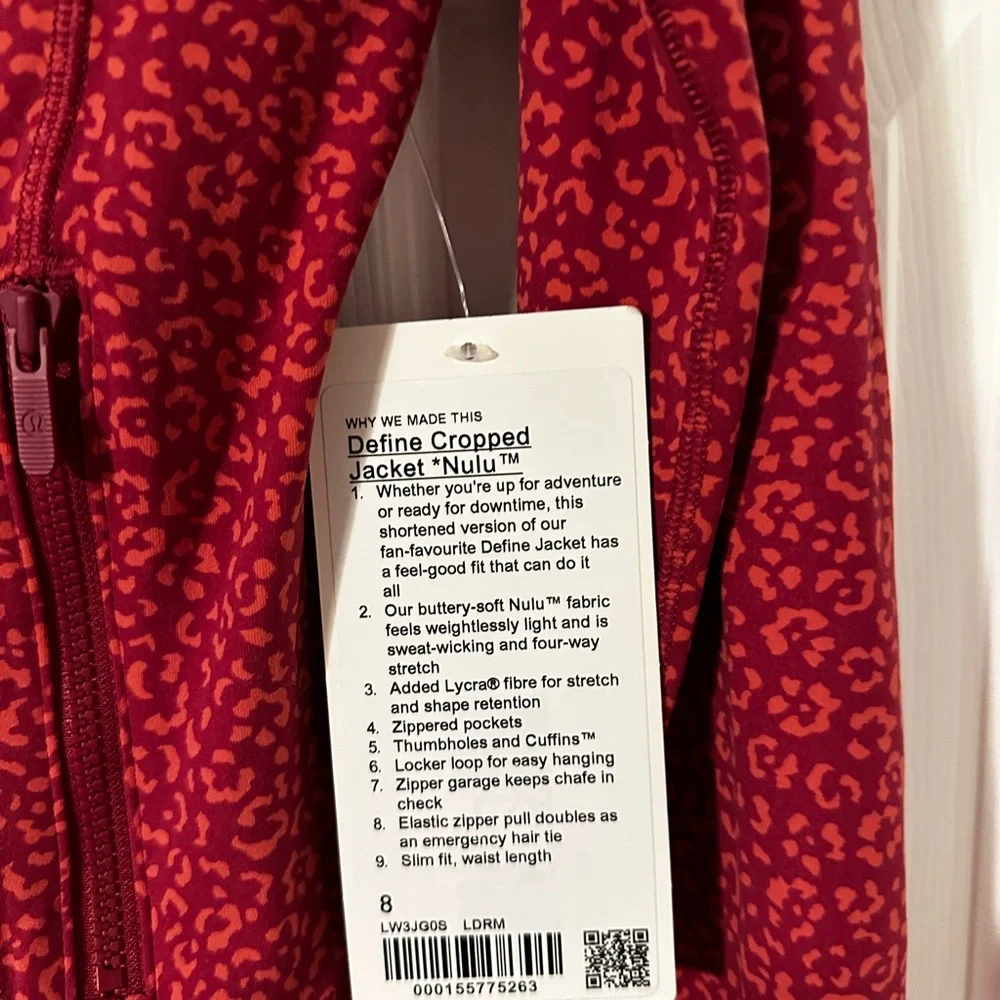 WHY WE MADE THIS
Define Cropped
Jacket *Nulu™
1. Whether you're up for adventure
or ready for downtime, this
shortened version of our
fan-favourite Define Jacket has
a feel-good fit that can do it
all
2. Our buttery-soft Nulu™ fabric
feels weightlessly light and is
sweat-wicking and four-way
stretch
3. Added Lycra® fibre for stretch
and shape retention
4. Zippered pockets
5. Thumbholes and Cuffins™
6. Locker loop for easy hanging
7. Zipper garage keeps chafe in
check
8. Elastic zipper pull doubles as
an emergency hair tie
9. Slim fit, waist length
8
LW3JG0S LDRM
000155775263